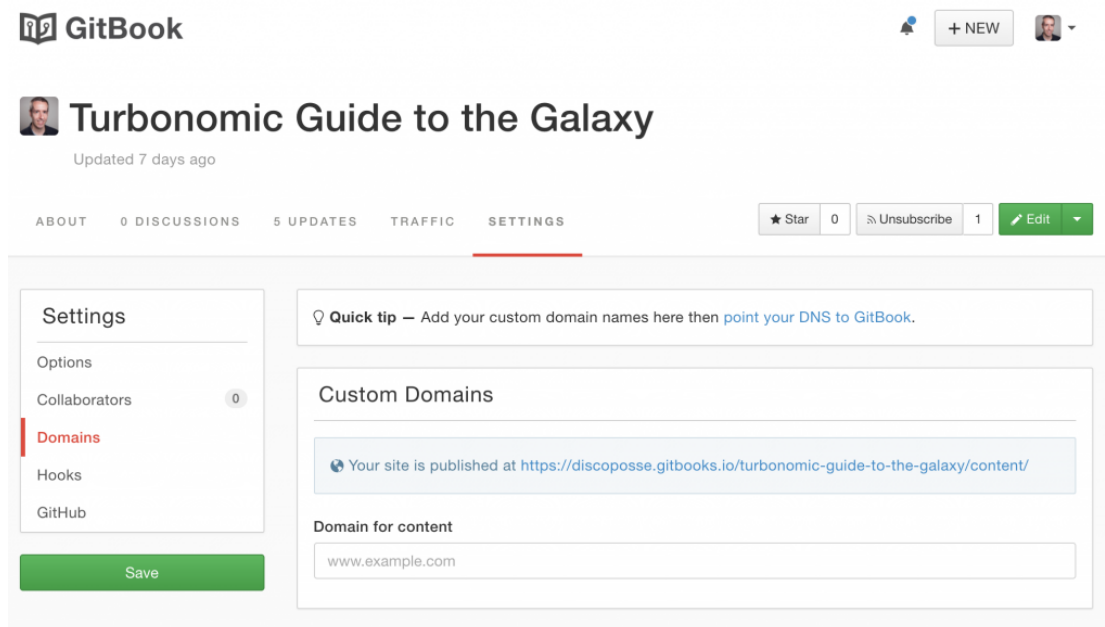 GitBook
+ NEW
Turbonomic Guide to the Galaxy
Updated 7 days ago
ABOUT 0 DISCUSSIONS 5 UPDATES TRAFFIC SETTINGS
Star 0 Unsubscribe 1 Edit
Settings
Options
Collaborators 0
Domains
Hooks
GitHub
Save
Quick tip — Add your custom domain names here then point your DNS to GitBook.
Custom Domains
Your site is published at https://discoposse.gitbooks.io/turbonomic-guide-to-the-galaxy/content/
Domain for content
www.example.com